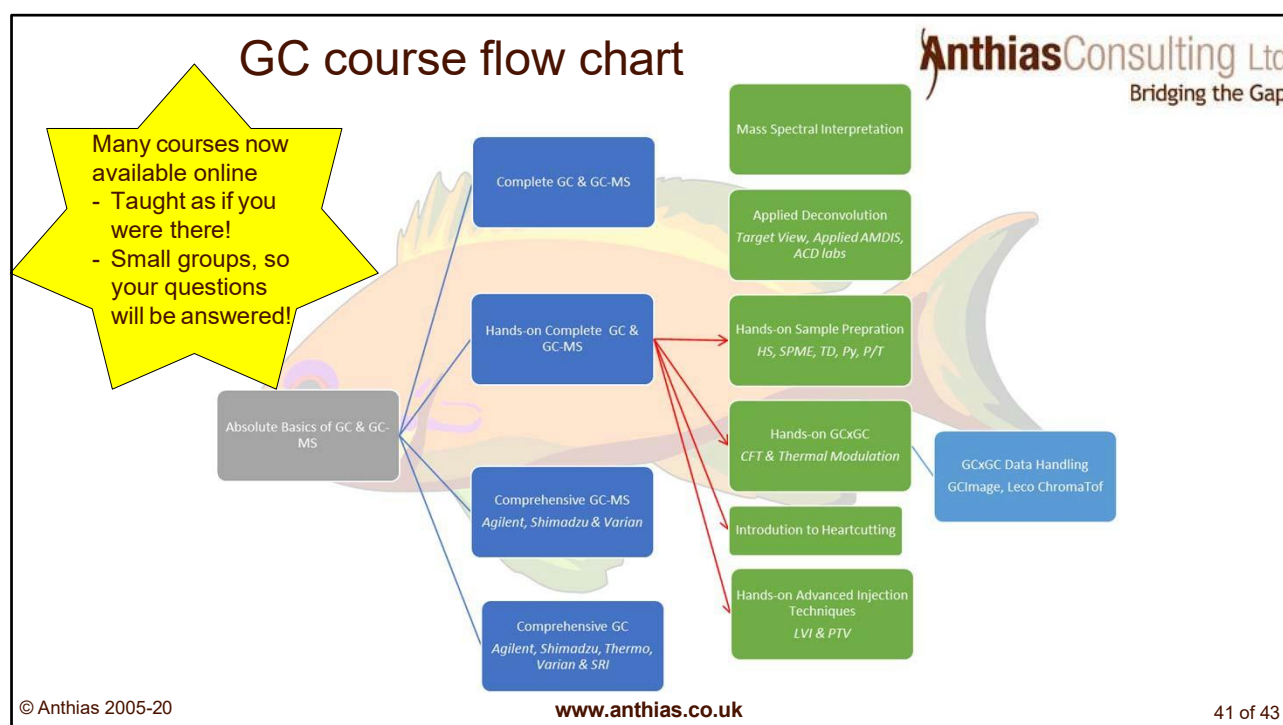 GC course flow chart
AnthiasConsulting Ltd
Bridging the Gap
Many courses now
available online
- Taught as if you
were there!
- Small groups, so
your questions
will be answered!
Absolute Basics of GC & GC-
MS
Complete GC & GC-MS
Hands-on Complete GC &
GC-MS
Comprehensive GC-MS
Agilent, Shimadzu & Varian
Comprehensive GC
Agilent, Shimadzu, Thermo,
Varian & SRI
Mass Spectral Interpretation
Applied Deconvolution
Target View, Applied AMDIS,
ACD labs
Hands-on Sample Prepration
HS, SPME, TD, Py, P/T
Hands-on GCxGC
CFT & Thermal Modulation
Introdution to Heartcutting
Hands-on Advanced Injection
Techniques
LVI & PTV
GCxGC Data Handling
GCImage, Leco ChromaTof
© Anthias 2005-20
www.anthias.co.uk
41 of 43